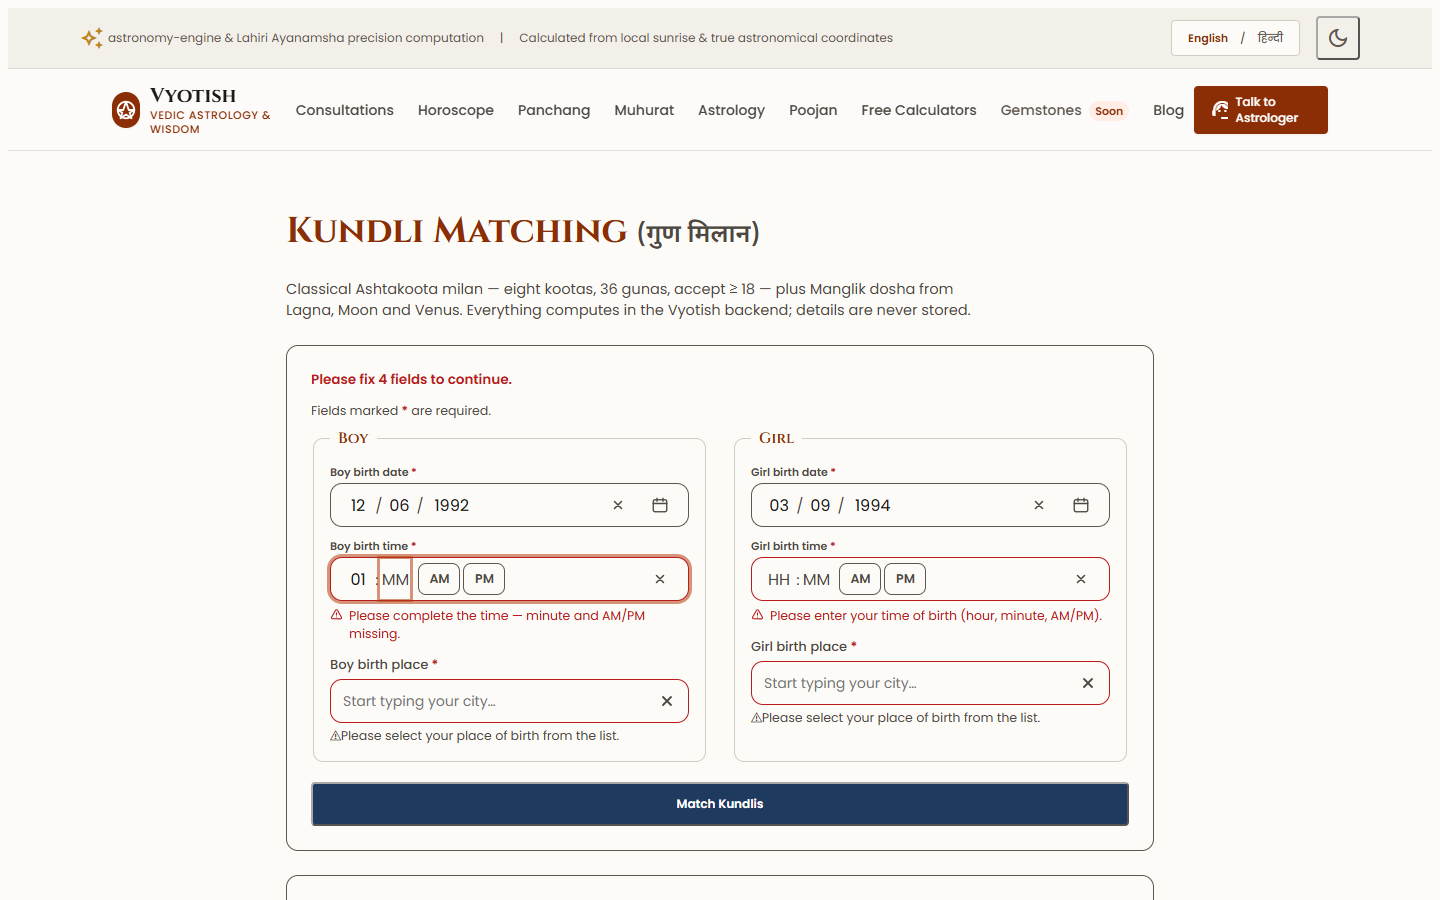 astronomy-engine & Lahiri Ayanamsha precision computation | Calculated from local sunrise & true astronomical coordinates
English / हिन्दी
Vyotish
VEDIC ASTROLOGY & WISDOM
Consultations Horoscope Panchang Muhurat Astrology Poojan Free Calculators Gemstones Soon Blog
Talk to Astrologer
Kundli Matching (गुण मिलान)
Classical Ashtakoota milan — eight kootas, 36 gunas, accept ≥ 18 — plus Manglik dosha from
Lagna, Moon and Venus. Everything computes in the Vyotish backend; details are never stored.
Please fix 4 fields to continue.
Fields marked * are required.
Boy
Boy birth date *
12 / 06 / 1992
Boy birth time *
01 : MM AM PM
Please complete the time — minute and AM/PM
missing.
Boy birth place *
Start typing your city…
Please select your place of birth from the list.
Girl
Girl birth date *
03 / 09 / 1994
Girl birth time *
HH : MM AM PM
Please enter your time of birth (hour, minute, AM/PM).
Girl birth place *
Start typing your city…
Please select your place of birth from the list.
Match Kundlis